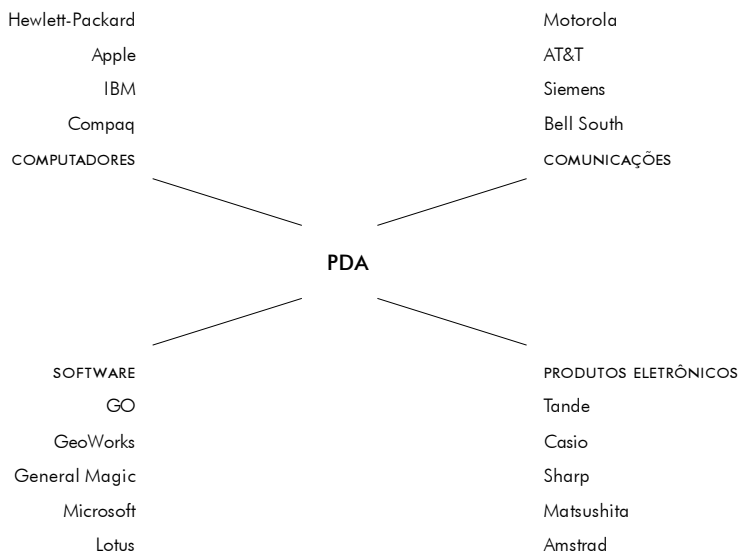 Hewlett-Packard
Apple
IBM
Compaq
COMPUTADORES
Motorola
AT&T
Siemens
Bell South
COMUNICAÇÕES
PDA
SOFTWARE
GO
GeoWorks
General Magic
Microsoft
Lotus
PRODUTOS ELETRÔNICOS
Tande
Casio
Sharp
Matsushita
Amstrad